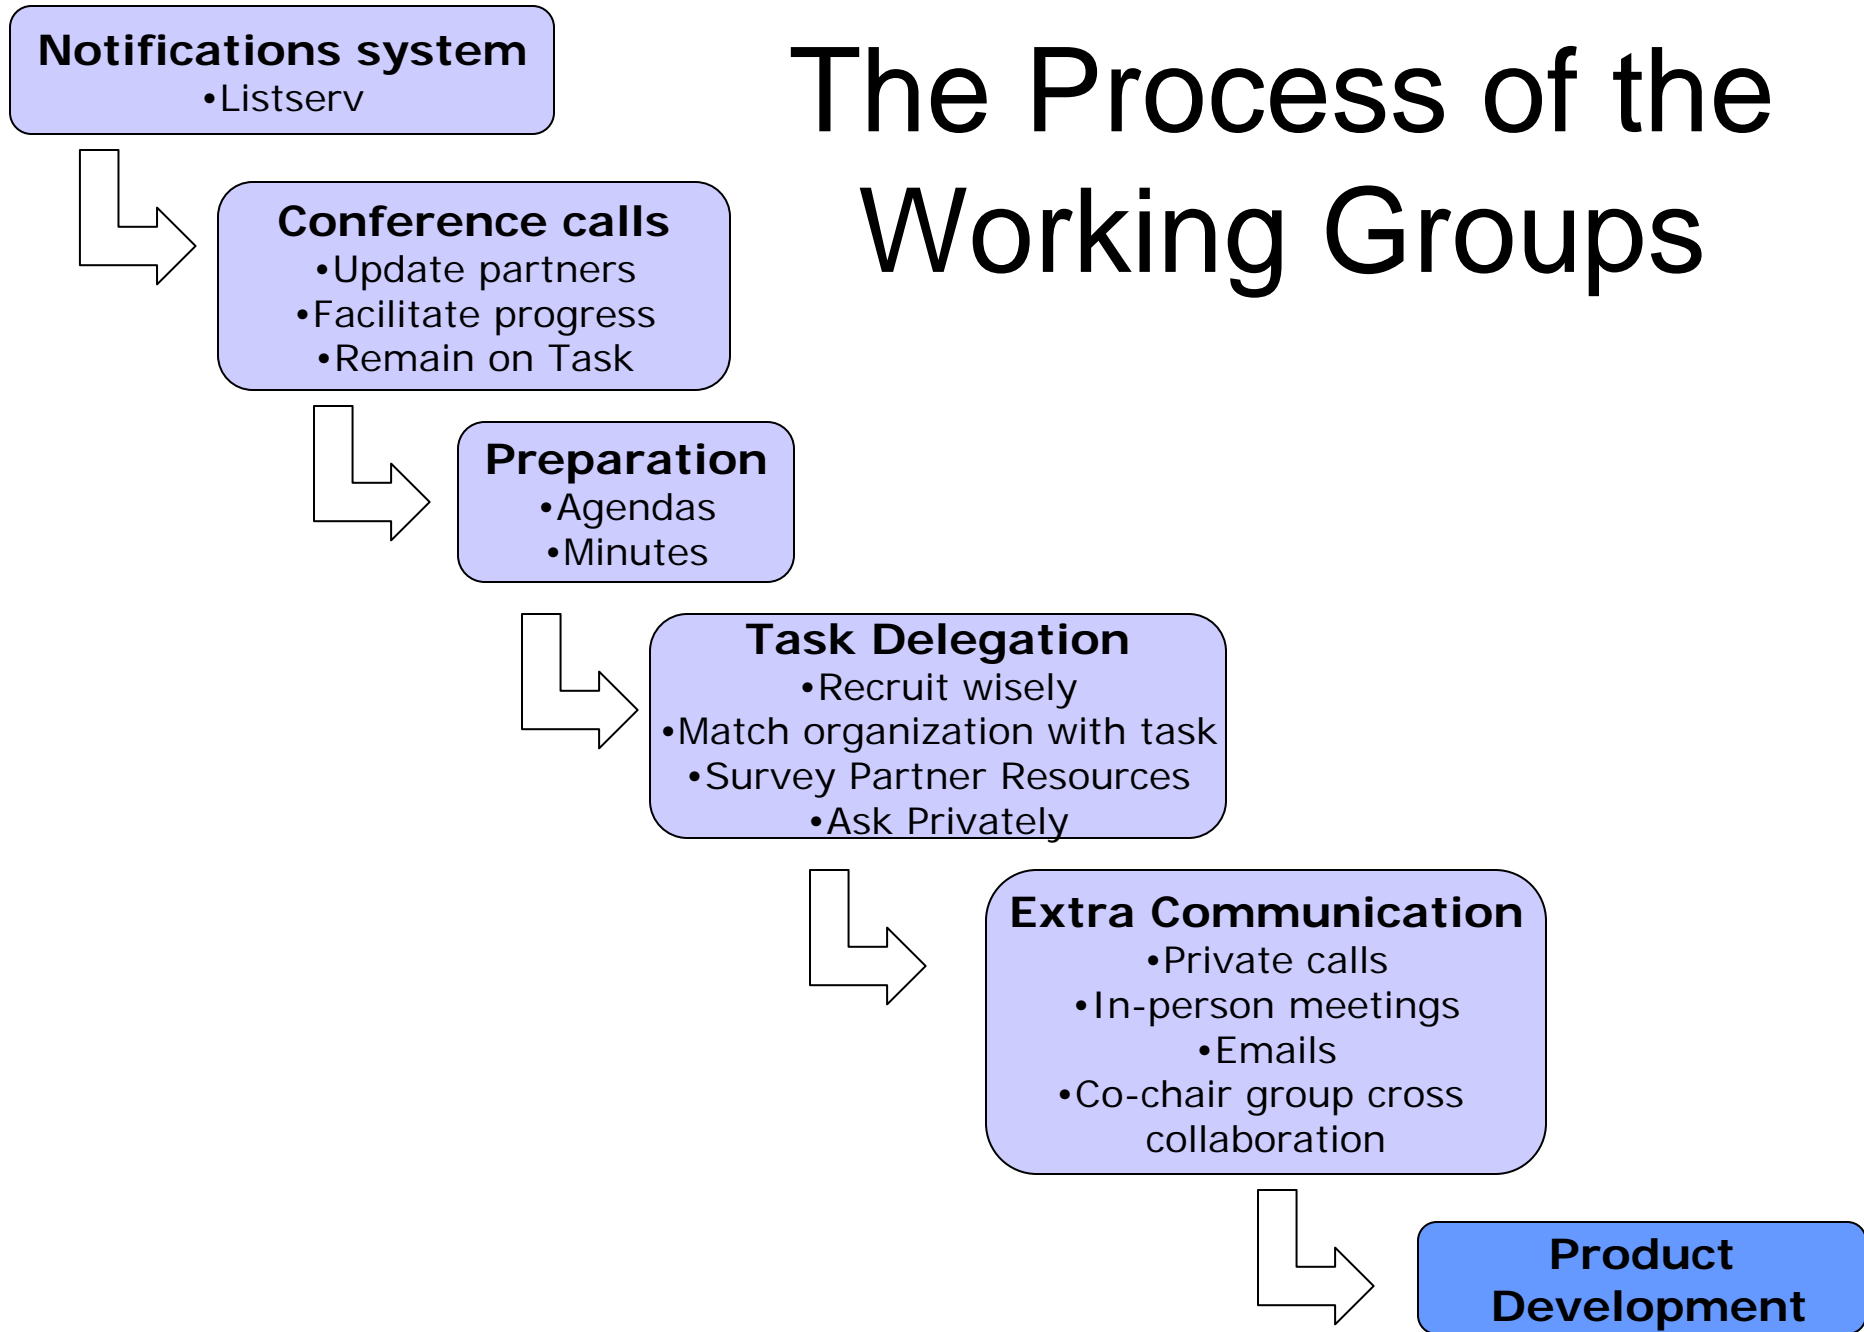 The Process of the
Working Groups
Notifications system
•Listserv
Conference calls
•Update partners
•Facilitate progress
•Remain on Task
Preparation
•Agendas
•Minutes
Task Delegation
•Recruit wisely
•Match organization with task
•Survey Partner Resources
•Ask Privately
Extra Communication
•Private calls
•In-person meetings
•Emails
•Co-chair group cross
collaboration
Product
Development